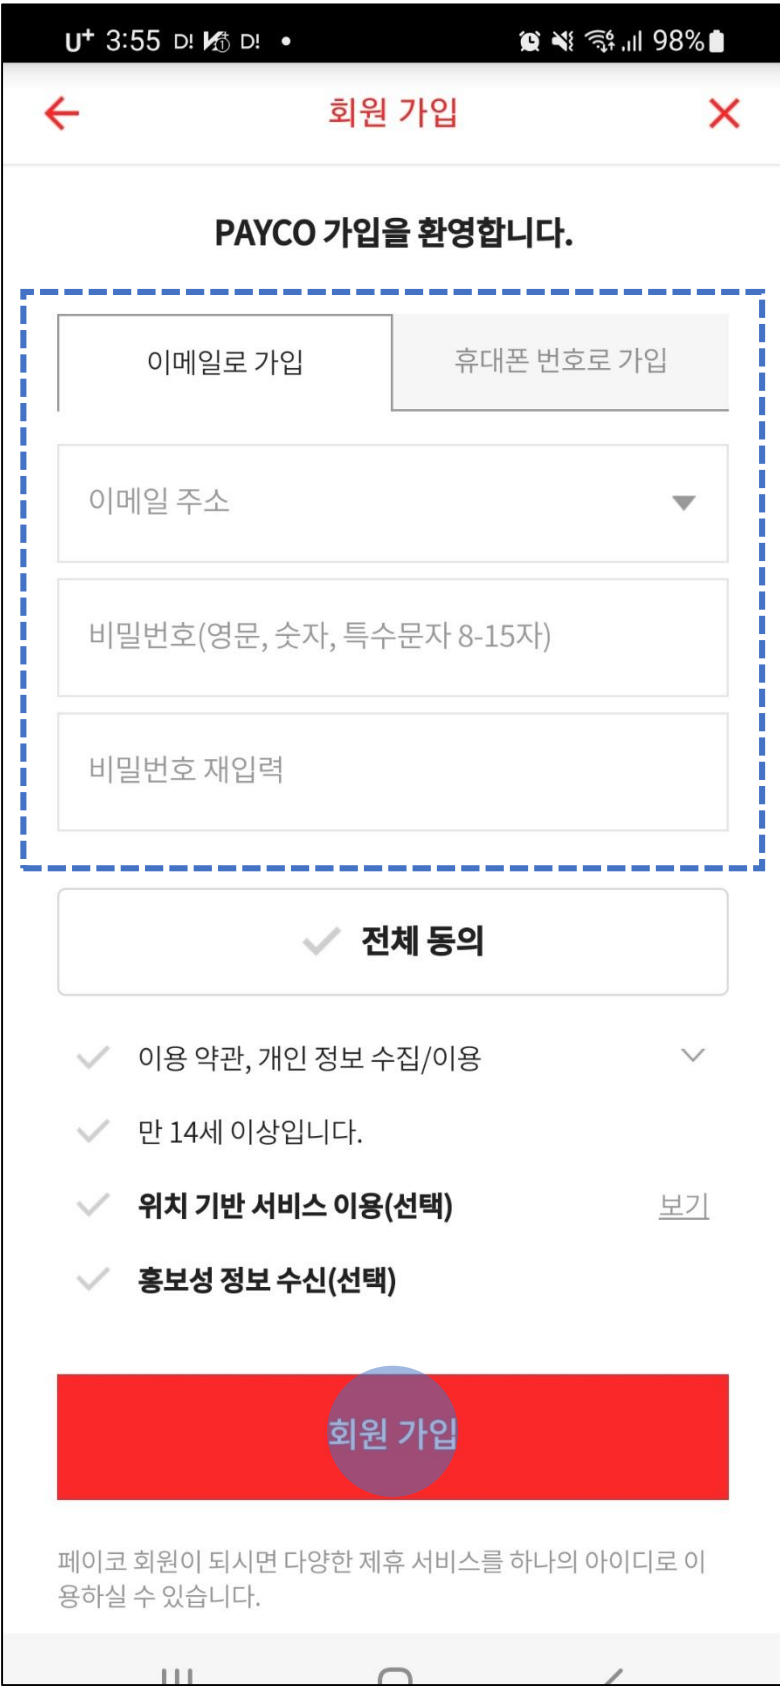 U+ 3:55 D! D! •
98%
회원 가입
PAYCO 가입을 환영합니다.
이메일로 가입
휴대폰 번호로 가입
이메일 주소
비밀번호(영문, 숫자, 특수문자 8-15자)
비밀번호 재입력
전체 동의
이용 약관, 개인 정보 수집/이용
만 14세 이상입니다.
위치 기반 서비스 이용(선택)
보기
홍보성 정보 수신(선택)
회원 가입
페이코 회원이 되시면 다양한 제휴 서비스를 하나의 아이디로 이
용하실 수 있습니다.